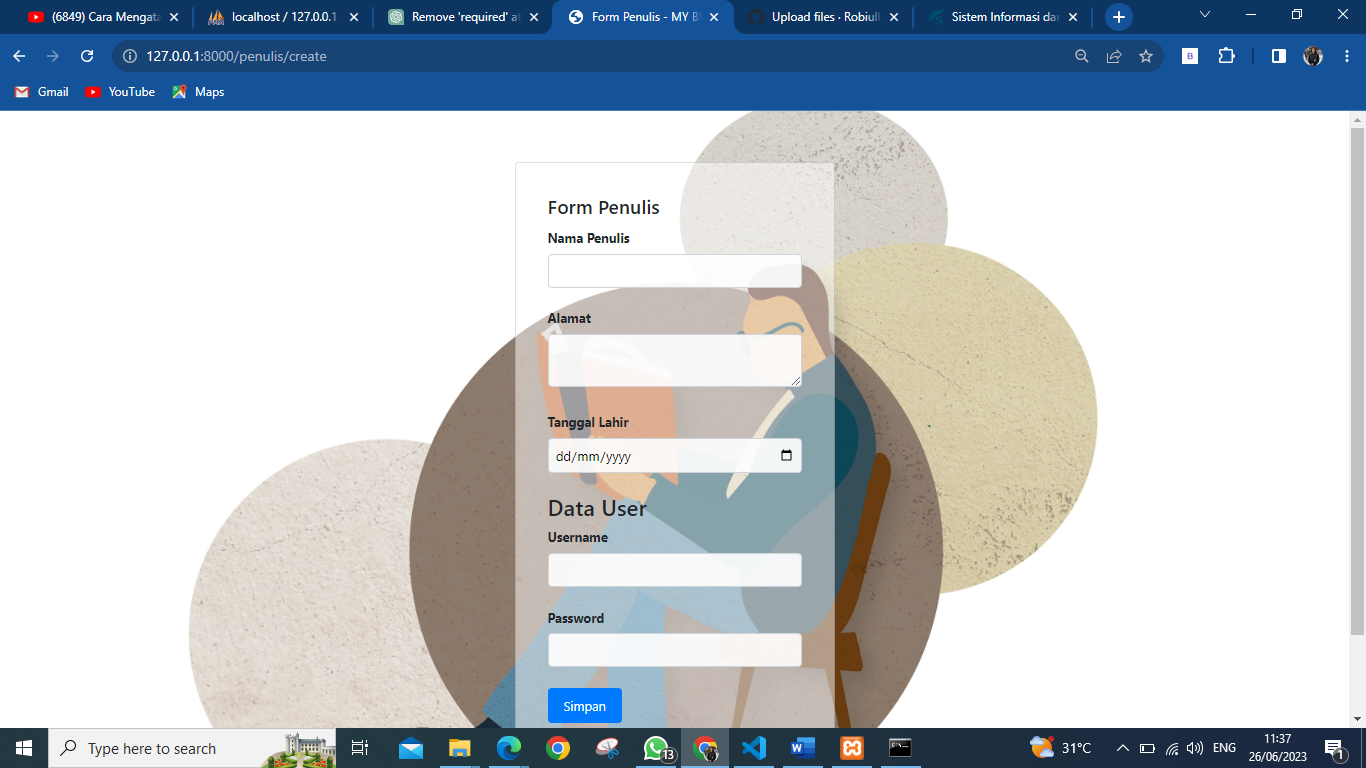 (6849) Cara Mengata
localhost / 127.0.0.1
Remove 'required' at
Form Penulis - MY B
Upload files · Robiul
Sistem Informasi da
127.0.0.1:8000/penulis/create
B
Gmail
YouTube
Maps
Form Penulis
Nama Penulis
Alamat
Tanggal Lahir
dd/mm/yyyy
Data User
Username
Password
Simpan
Type here to search
13
31°C
ENG
11:37
26/06/2023
1